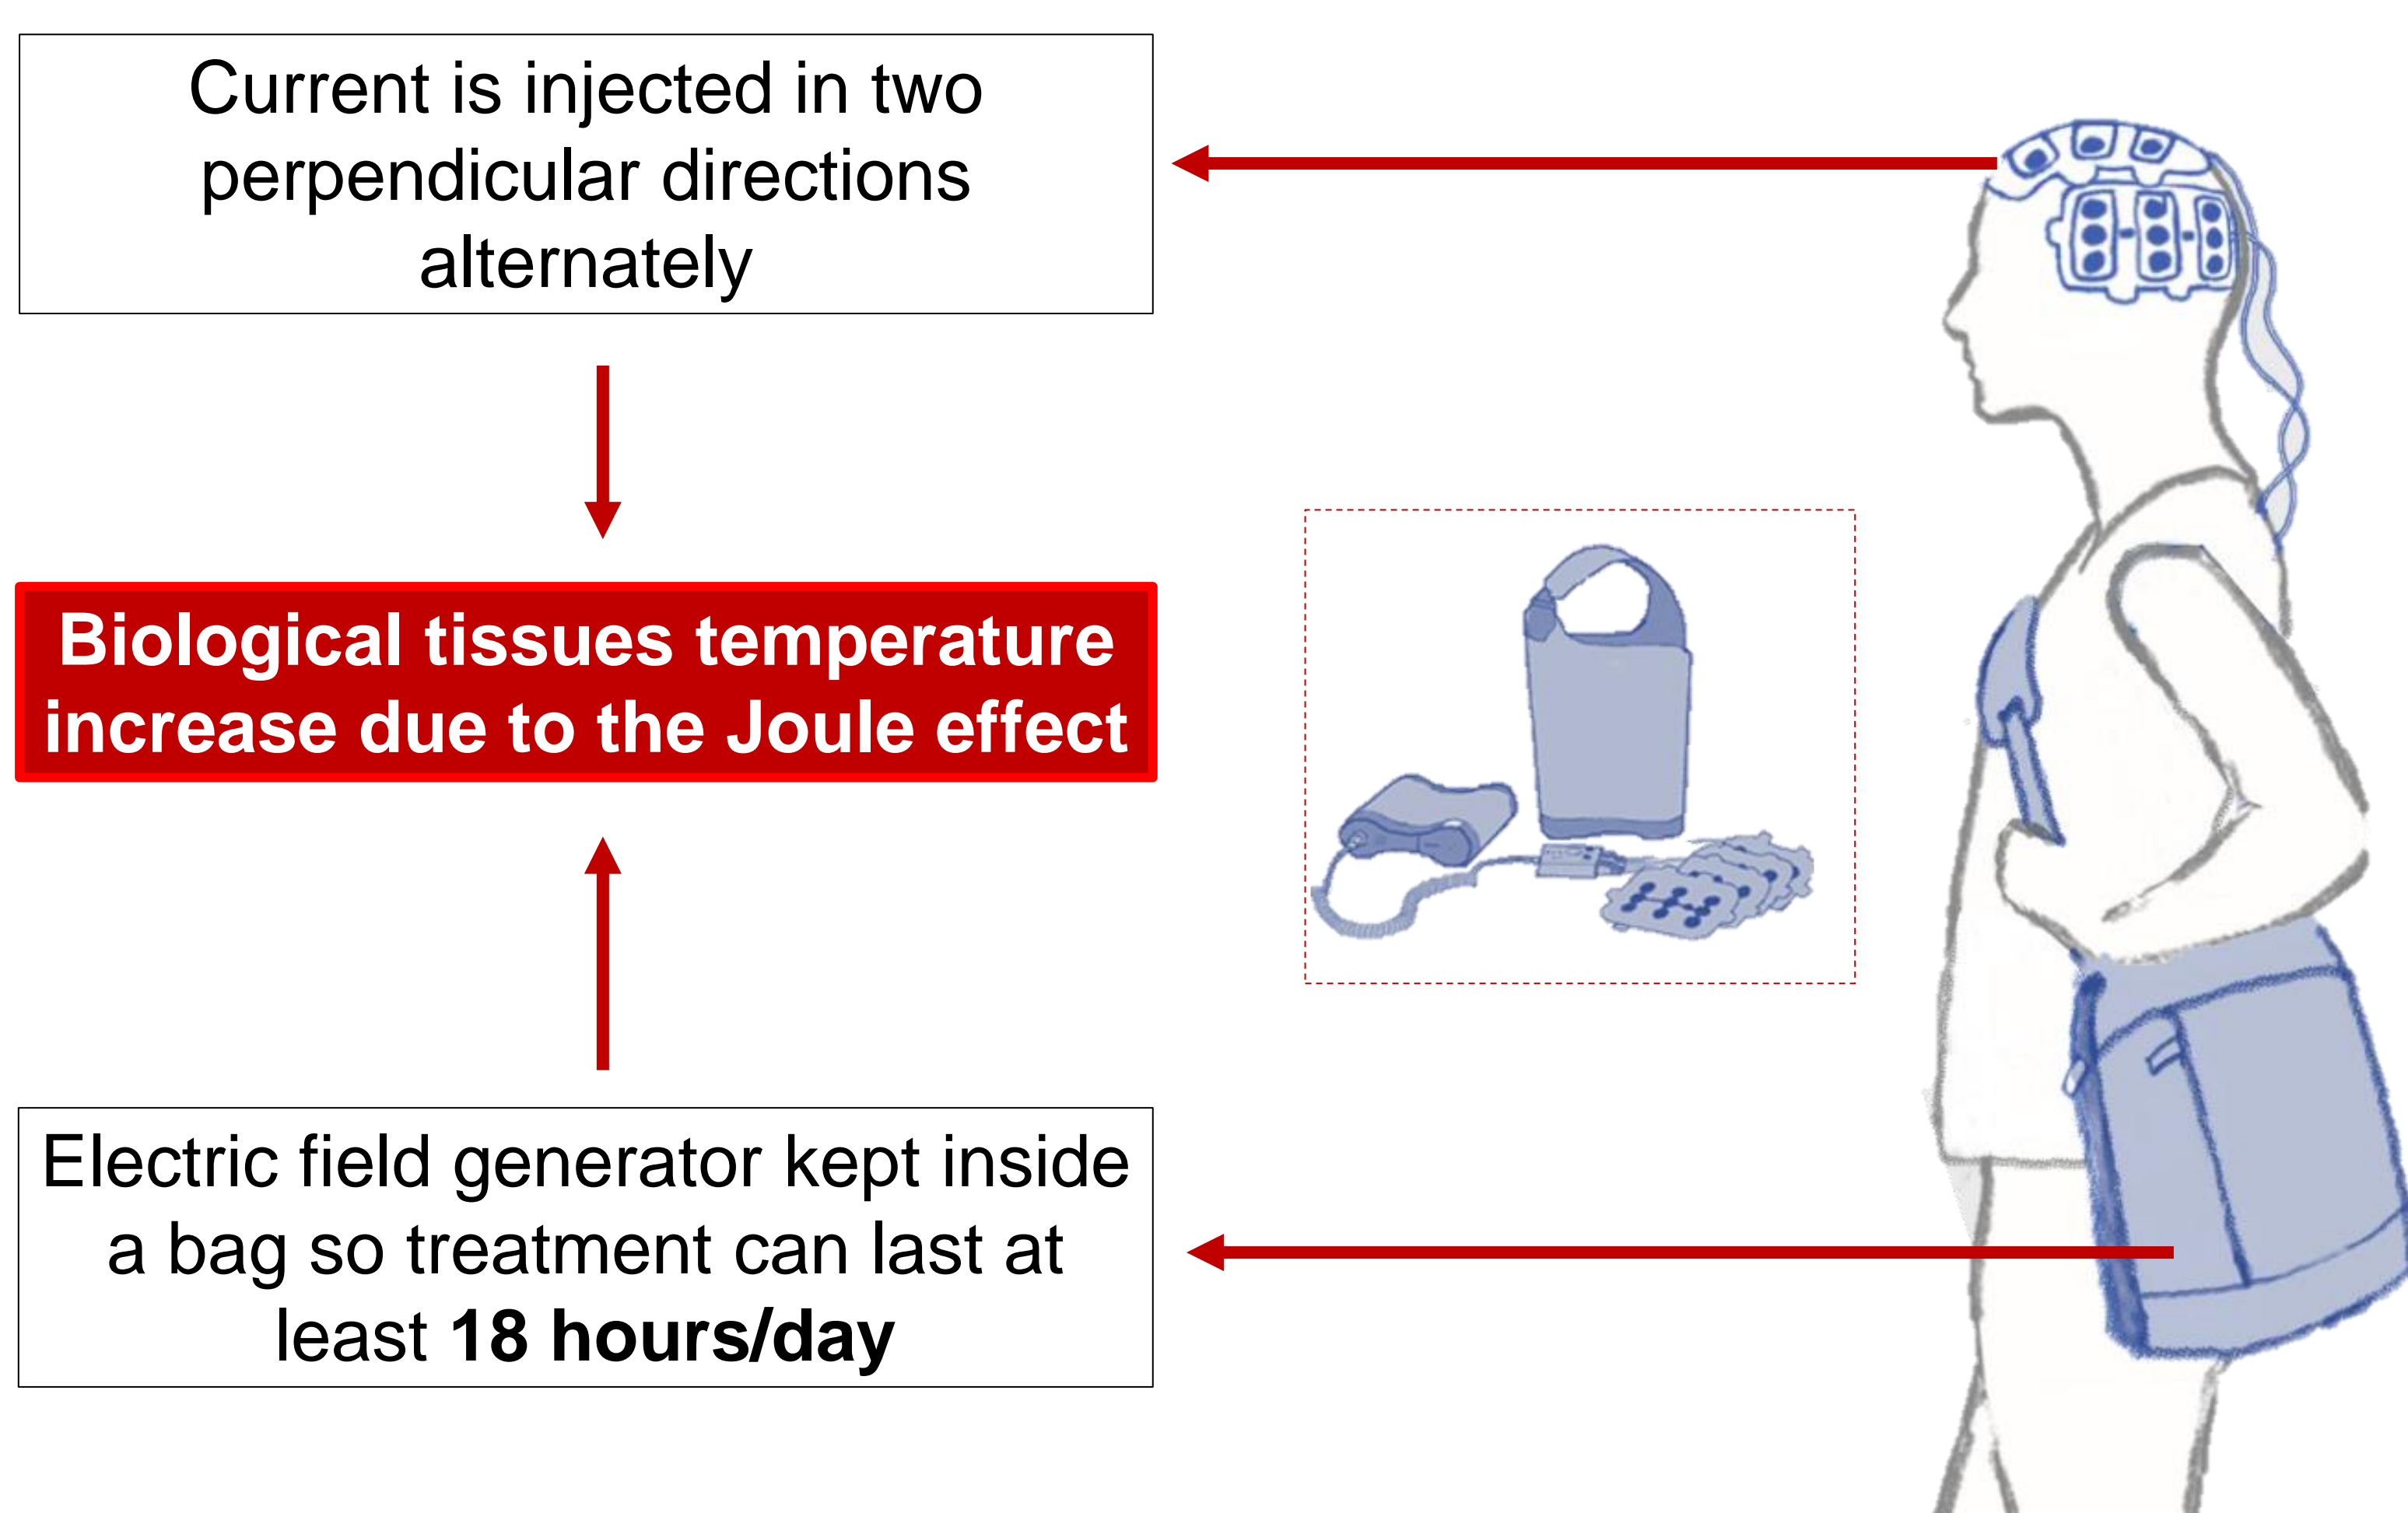 Current is injected in two
perpendicular directions
alternately
Biological tissues temperature
increase due to the Joule effect
Electric field generator kept inside
a bag so treatment can last at
least 18 hours/day